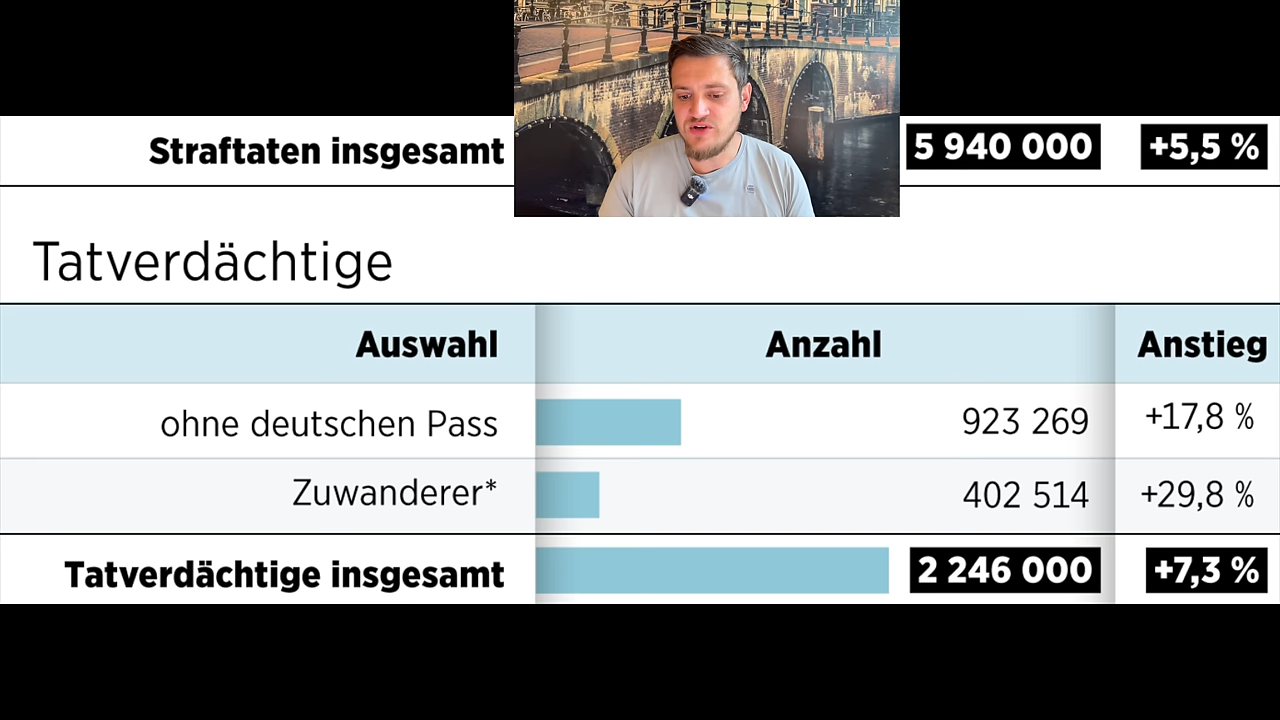 Straftaten insgesamt 5 940 000 +5,5 %
Tatverdächtige
Auswahl Anzahl Anstieg
ohne deutschen Pass 923 269 +17,8 %
Zuwanderer* 402 514 +29,8 %
Tatverdächtige insgesamt 2 246 000 +7,3 %